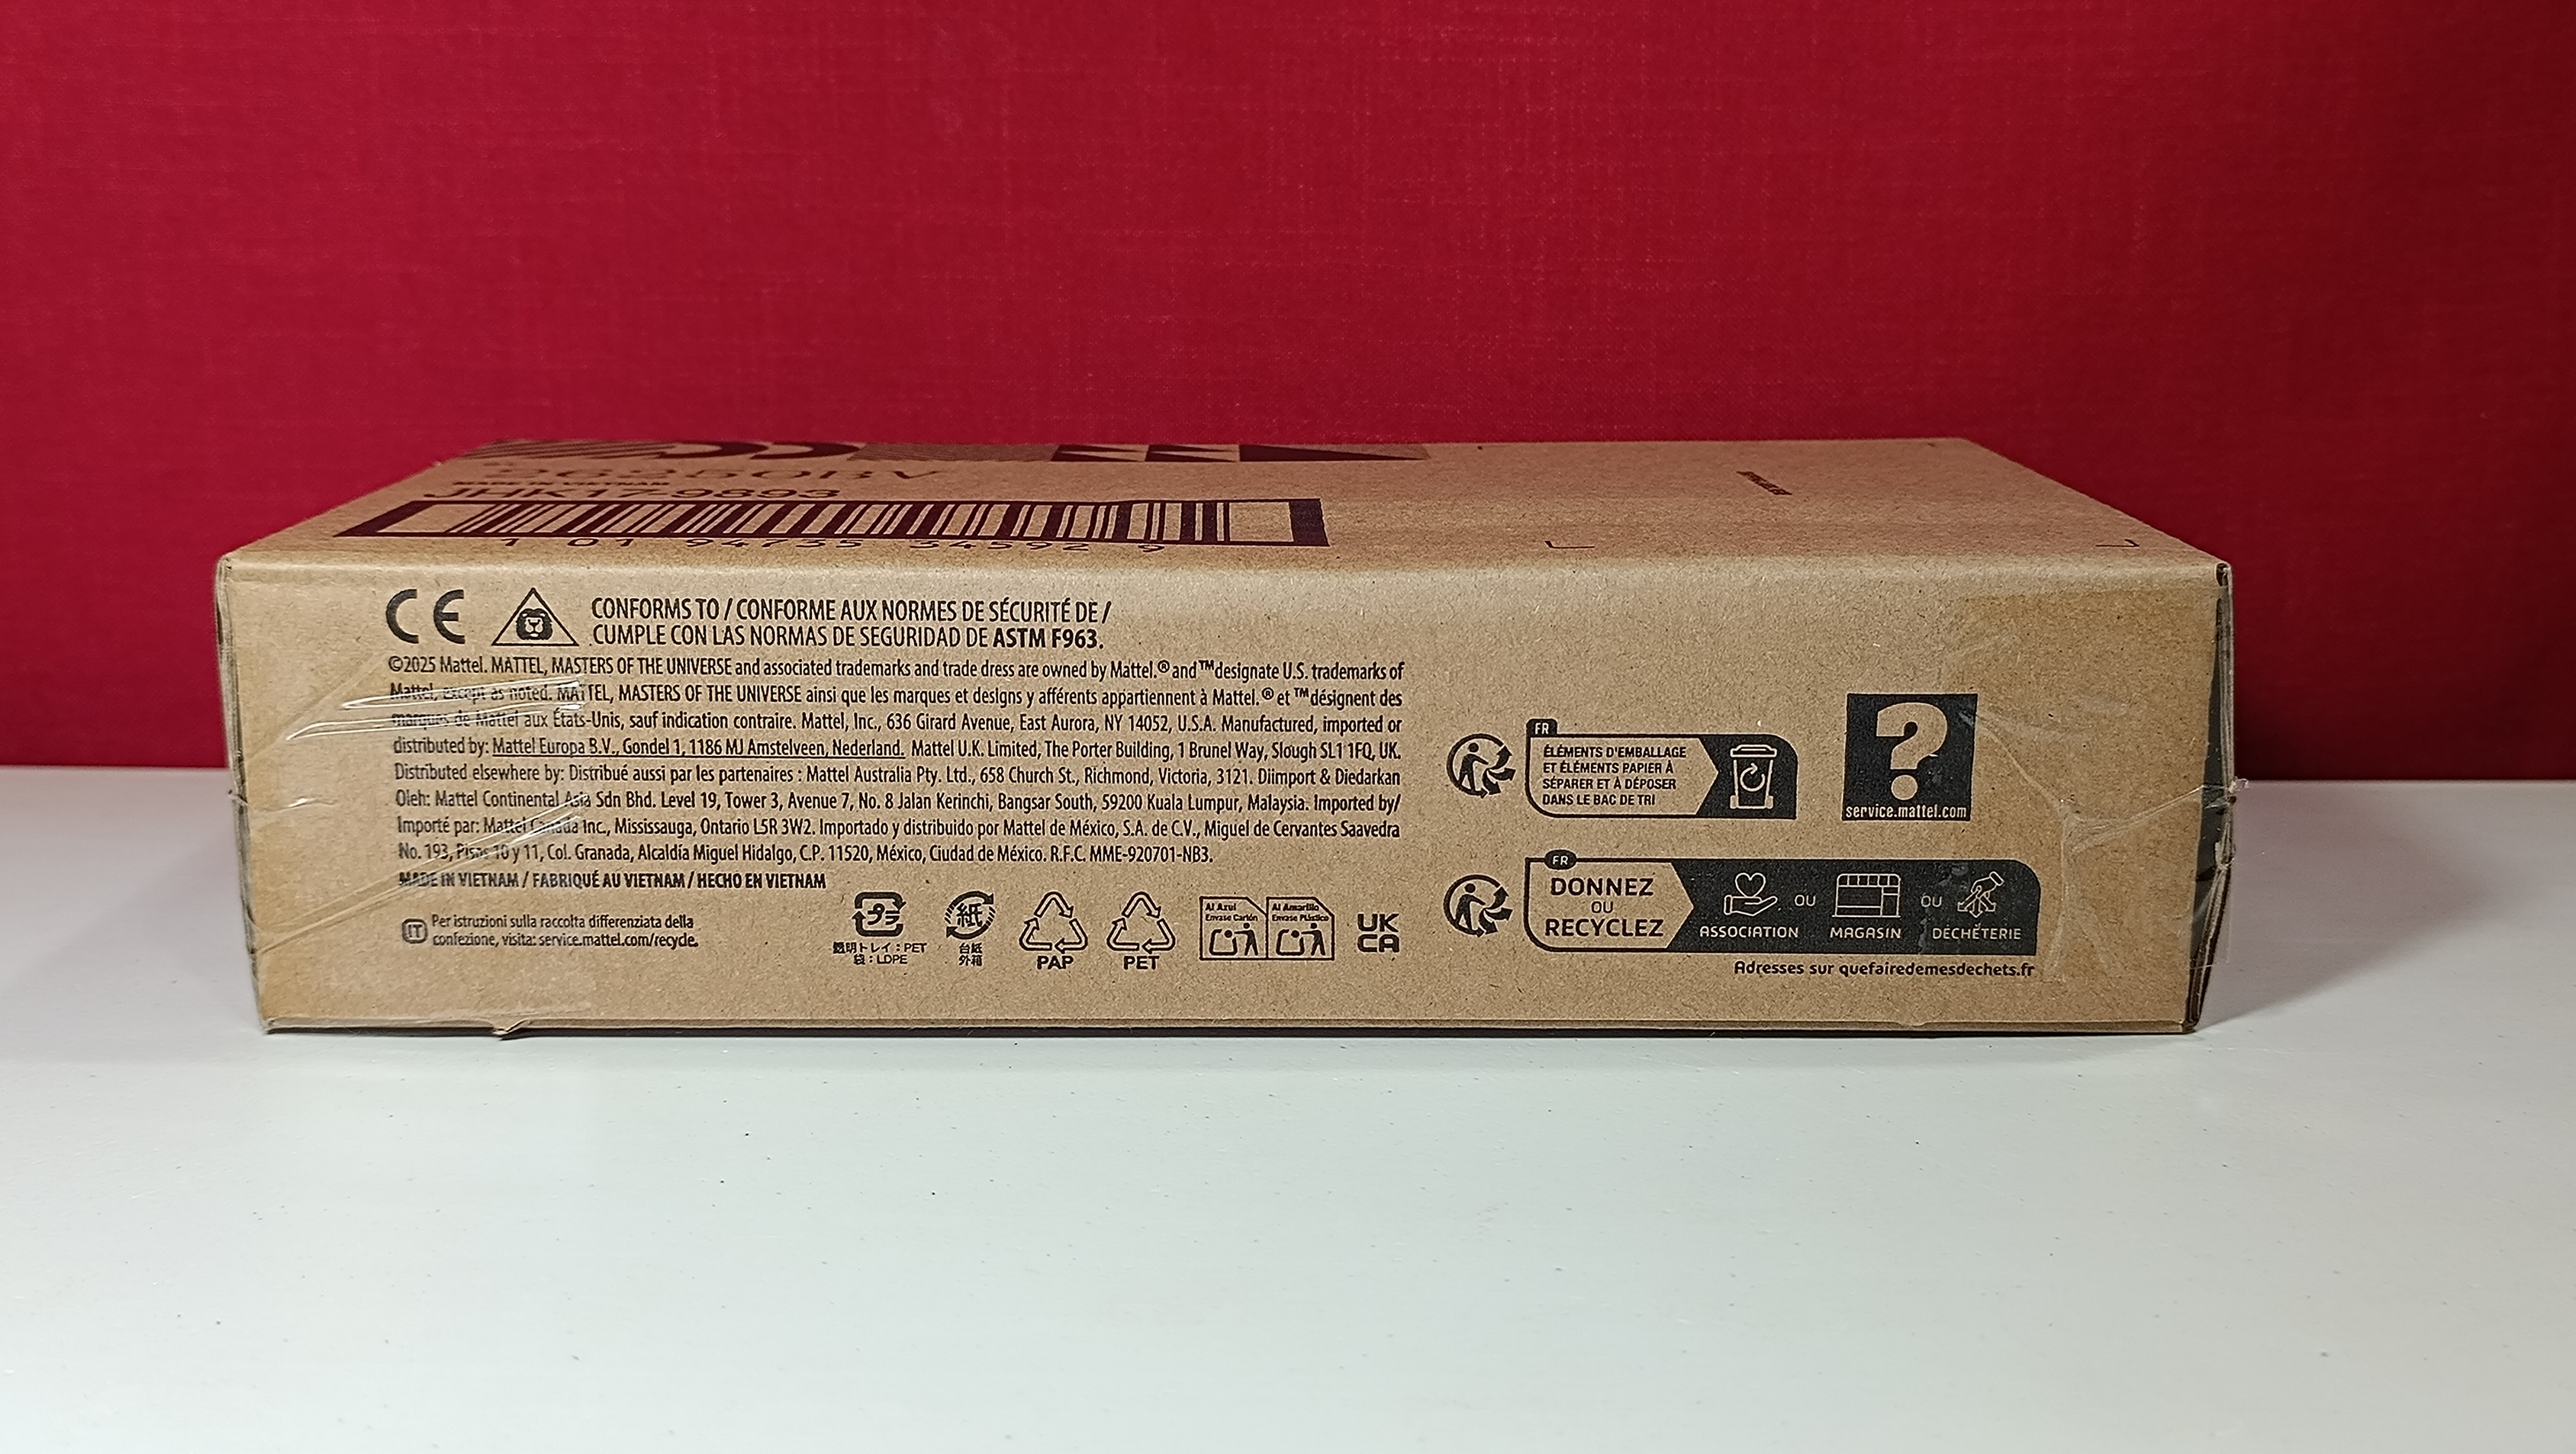 JHK17-9893
1 01 94735 34592 9
CE
CONFORMS TO / CONFORME AUX NORMES DE SÉCURITÉ DE /
CUMPLE CON LAS NORMAS DE SEGURIDAD DE ASTM F963.
©2025 Mattel. MATTEL, MASTERS OF THE UNIVERSE and associated trademarks and trade dress are owned by Mattel.® and ™ designate U.S. trademarks of
Mattel, except as noted. MATTEL, MASTERS OF THE UNIVERSE ainsi que les marques et designs y afférents appartiennent à Mattel. ® et ™ désignent des
marques de Mattel aux États-Unis, sauf indication contraire. Mattel, Inc., 636 Girard Avenue, East Aurora, NY 14052, U.S.A. Manufactured, imported or
distributed by: Mattel Europa B.V., Gondel 1, 1186 MJ Amstelveen, Nederland. Mattel U.K. Limited, The Porter Building, 1 Brunel Way, Slough SL1 1FQ, UK.
Distributed elsewhere by: Distribué aussi par les partenaires : Mattel Australia Pty. Ltd., 658 Church St., Richmond, Victoria, 3121. Diimport & Diedarkan
Oleh: Mattel Continental Asia Sdn Bhd. Level 19, Tower 3, Avenue 7, No. 8 Jalan Kerinchi, Bangsar South, 59200 Kuala Lumpur, Malaysia. Imported by/
Importé par: Mattel Canada Inc., Mississauga, Ontario L5R 3W2. Importado y distribuido por Mattel de México, S.A. de C.V., Miguel de Cervantes Saavedra
No. 193, Pisos 10 y 11, Col. Granada, Alcaldía Miguel Hidalgo, C.P. 11520, México, Ciudad de México. R.F.C. MME-920701-NB3.
MADE IN VIETNAM / FABRIQUÉ AU VIETNAM / HECHO EN VIETNAM
IT Per istruzioni sulla raccolta differenziata della
confezione, visita: service.mattel.com/recycle.
プラ
透明トレイ：PET
袋：LDPE
紙
台紙
外箱
PAP
PET
Al Azul
Envase Cartón
Al Amarillo
Envase Plástico
UK
CA
FR
ÉLÉMENTS D'EMBALLAGE
ET ÉLÉMENTS PAPIER À
SÉPARER ET À DÉPOSER
DANS LE BAC DE TRI
?
service.mattel.com
FR
DONNEZ
OU
RECYCLEZ
ASSOCIATION OU MAGASIN OU DÉCHÈTERIE
Adresses sur quefairedemesdechets.fr